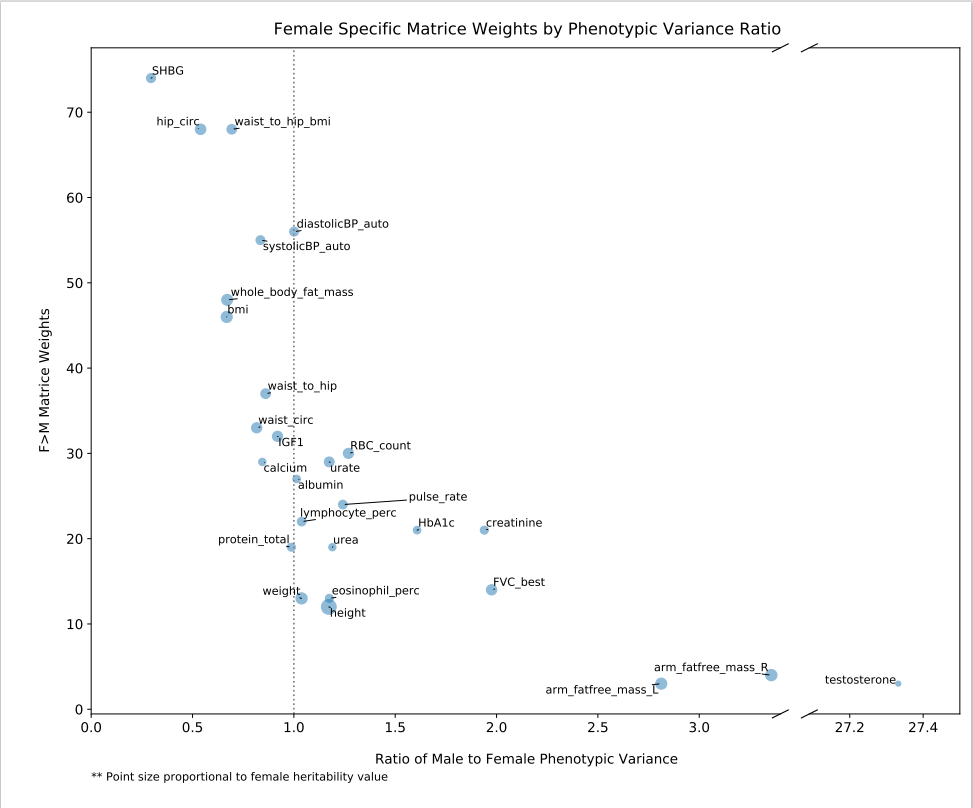 Female Specific Matrice Weights by Phenotypic Variance Ratio
SHBG
70
hip_circ
waist_to_hip_bmi
60
diastolicBP_auto
systolicBP_auto
50
whole_body_fat_mass
bmi
40
waist_to_hip
waist_circ
IGF1
RBC_count
30
calcium
urate
albumin
pulse_rate
lymphocyte_perc
HbA1c
creatinine
20
protein_total
urea
FVC_best
weight
eosinophil_perc
height
10
arm_fatfree_mass_R
arm_fatfree_mass_L
testosterone
0
F>M Matrice Weights
0.0 0.5 1.0 1.5 2.0 2.5 3.0 27.2 27.4
Ratio of Male to Female Phenotypic Variance
** Point size proportional to female heritability value